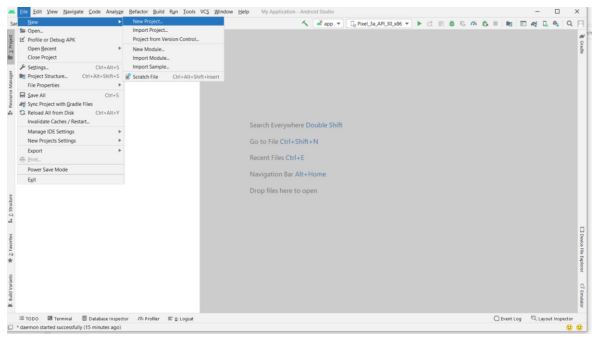 File Edit View Navigate Code Analyze Refactor Build Run Tools VCS Window Help My Application - Android Studio
New
New Project...
app
Pixel_3a_API_30_x86
Open...
Import Project...
Profile or Debug APK
Project from Version Control...
Open Recent
New Module...
Close Project
Import Module...
Settings... Ctrl+Alt+S
Import Sample...
Project Structure... Ctrl+Alt+Shift+S
Scratch File Ctrl+Alt+Shift+Insert
File Properties
Save All Ctrl+S
Sync Project with Gradle Files
Reload All from Disk Ctrl+Alt+Y
Invalidate Caches / Restart...
Manage IDE Settings
New Projects Settings
Export
Print...
Power Save Mode
Exit
Search Everywhere Double Shift
Go to File Ctrl+Shift+N
Recent Files Ctrl+E
Navigation Bar Alt+Home
Drop files here to open
1: Project
Resource Manager
Z: Structure
2: Favorites
Build Variants
Gradle
Device File Explorer
Emulator
TODO Terminal Database Inspector Profiler 6: Logcat Event Log Layout Inspector
* daemon started successfully (15 minutes ago)